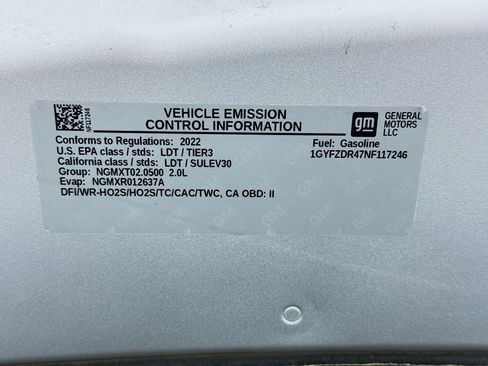 NF117244
VEHICLE EMISSION
CONTROL INFORMATION
gm
GENERAL
MOTORS
LLC
Conforms to Regulations: 2022
U.S. EPA class / stds: LDT / TIER3
California class / stds: LDT / SULEV30
Group: NGMXT02.0500 2.0L
Evap: NGMXR012637A
DFI/WR-HO2S/HO2S/TC/CAC/TWC, CA OBD: II
Fuel: Gasoline
1GYFZDR47NF117246